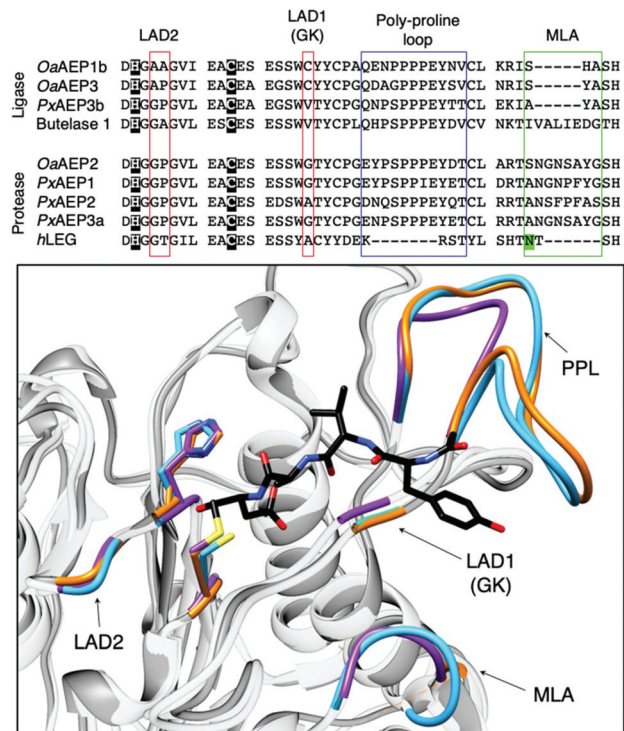 LAD2
LAD1
(GK)
Poly-proline
loop
MLA
Ligase
OaAEP1b DHGAAGVI EACES ESSWCYYCPAQENPPPPEYNVCL KRIS-----HASH
OaAEP3 DHGAPGVI EACEA EGSWCYYCPGQDAGPPPEYSVCL NRIS-----YASH
PxAEP3b DHGGPGVL EACES EGSWVTYCPGQNPSPPPEYTTCL EKIA-----YASH
Butelase 1 DHGGAGVL EACES ESSWVTYCPLQHPSPPPEYDVCV NKTIVALIEDGTH
Protease
OaAEP2 DHGGPGVL EACES ESSWGTYCPGEYPSPPPEYDTCL ARTSNGNSAYGSH
PxAEP1 DHGGPGVL EACES ESSWGTYCPGEYPSPPIEYETCL DRTANGNPFYGSH
PxAEP2 DHGGPGVL EACES EDSWATYCPGDNQSPPPEYQTCL RRTANSFPFASSH
PxAEP3a DHGGPGVL EACES ESSWGTYCPGENPSPPPEYETCL RRTANGNSAYGSH
hLEG DHGGTGIL EACES ESSYACYYDEK-------RSTYL SHTNT------SH
PPL
LAD1
(GK)
LAD2
MLA